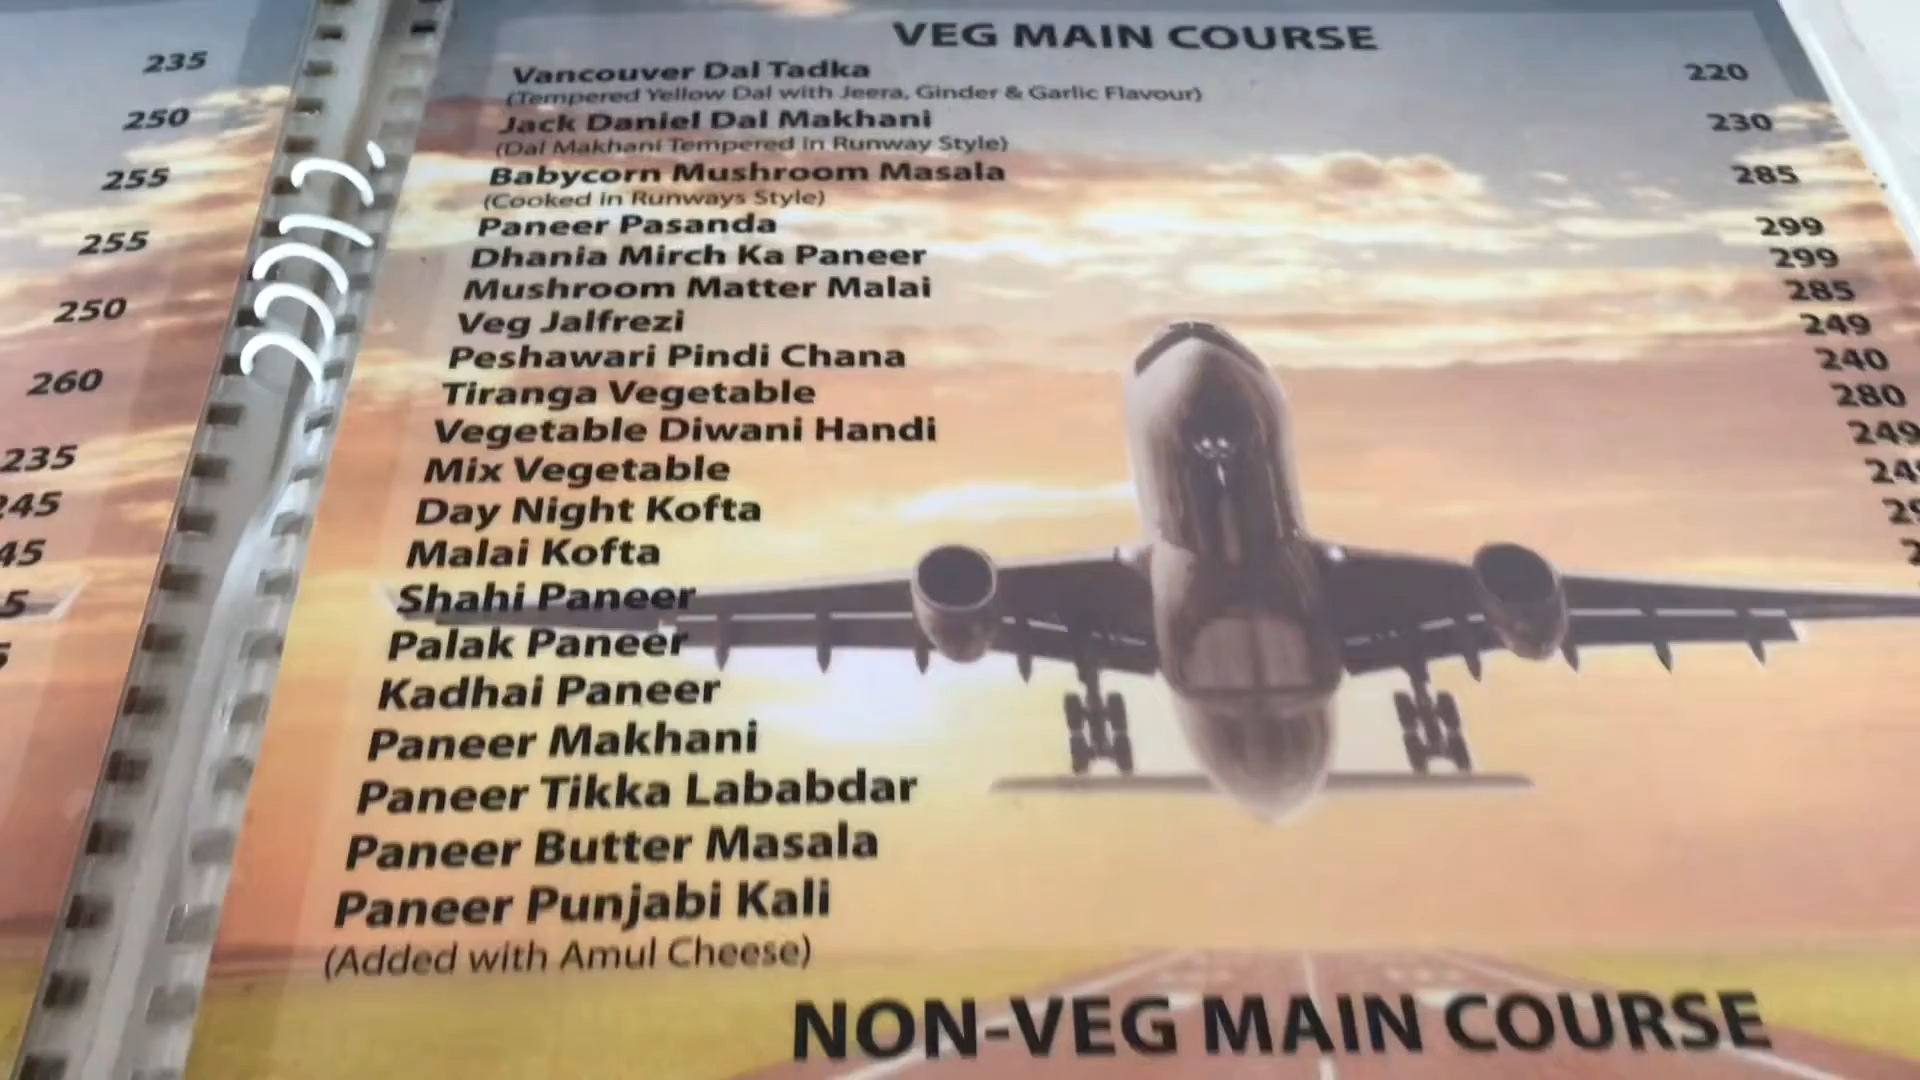 235
250
255
255
250
260
235
245
45
5
VEG MAIN COURSE
Vancouver Dal Tadka 220
(Tempered Yellow Dal with Jeera, Ginder & Garlic Flavour)
Jack Daniel Dal Makhani 230
(Dal Makhani Tempered in Runway Style)
Babycorn Mushroom Masala 285
(Cooked in Runways Style)
Paneer Pasanda 299
Dhania Mirch Ka Paneer 299
Mushroom Matter Malai 285
Veg Jalfrezi 249
Peshawari Pindi Chana 240
Tiranga Vegetable 280
Vegetable Diwani Handi 249
Mix Vegetable
Day Night Kofta
Malai Kofta
Shahi Paneer
Palak Paneer
Kadhai Paneer
Paneer Makhani
Paneer Tikka Lababdar
Paneer Butter Masala
Paneer Punjabi Kali
(Added with Amul Cheese)
NON-VEG MAIN COURSE